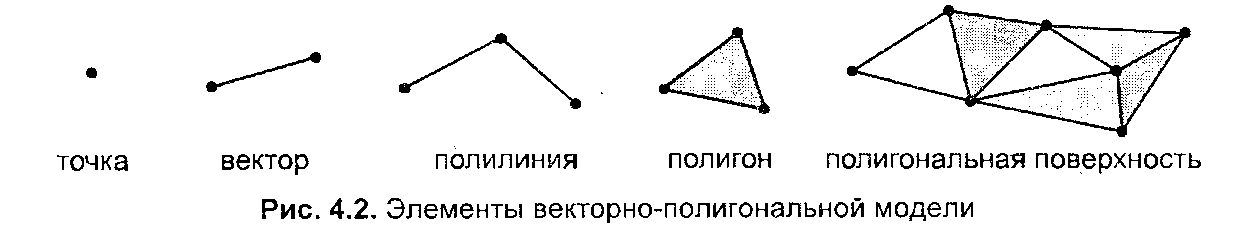 точка вектор полилиния полигон полигональная поверхность
Рис. 4.2. Элементы векторно-полигональной модели